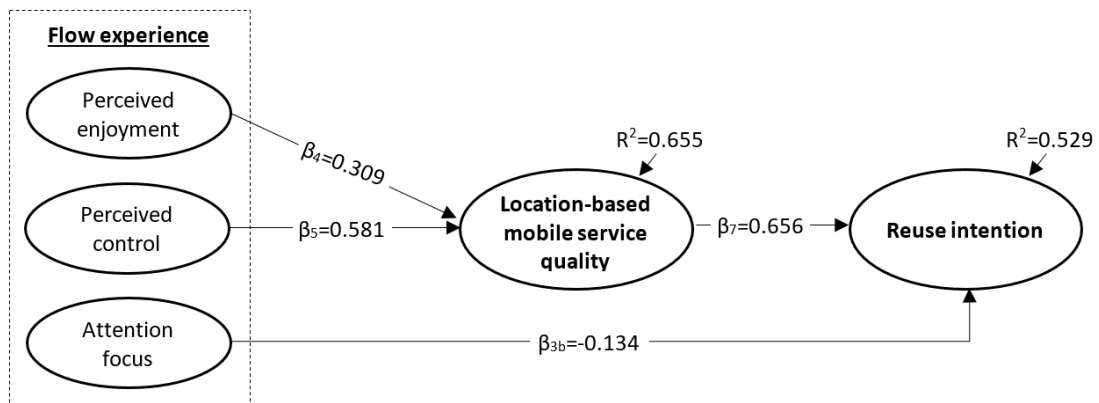 Flow experience
Perceived
enjoyment
Perceived
control
Attention
focus
β₄=0.309
β₅=0.581
R²=0.655
Location-based
mobile service
quality
β₇=0.656
R²=0.529
Reuse intention
β₃b=-0.134